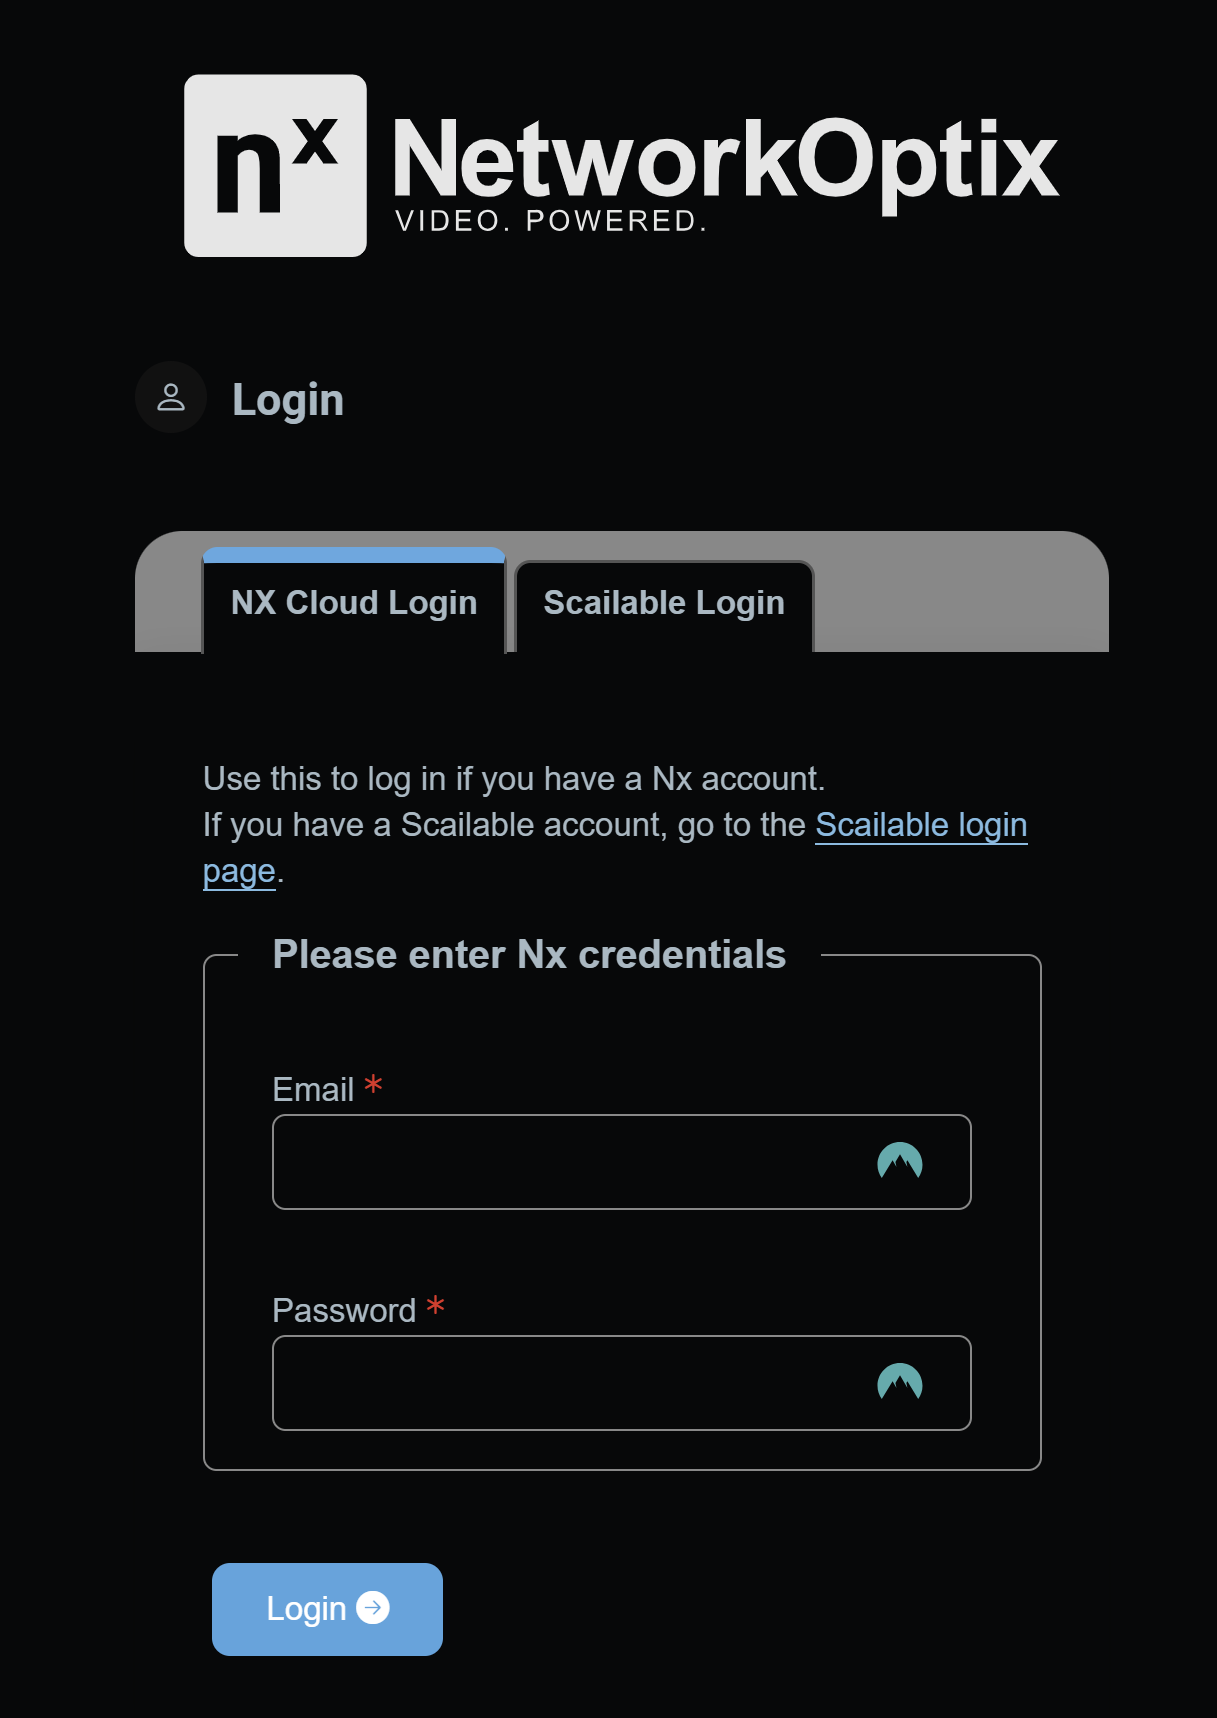 nx NetworkOptix
VIDEO. POWERED.
Login
NX Cloud Login Scailable Login
Use this to log in if you have a Nx account.
If you have a Scailable account, go to the Scailable login
page.
Please enter Nx credentials
Email *
Password *
Login